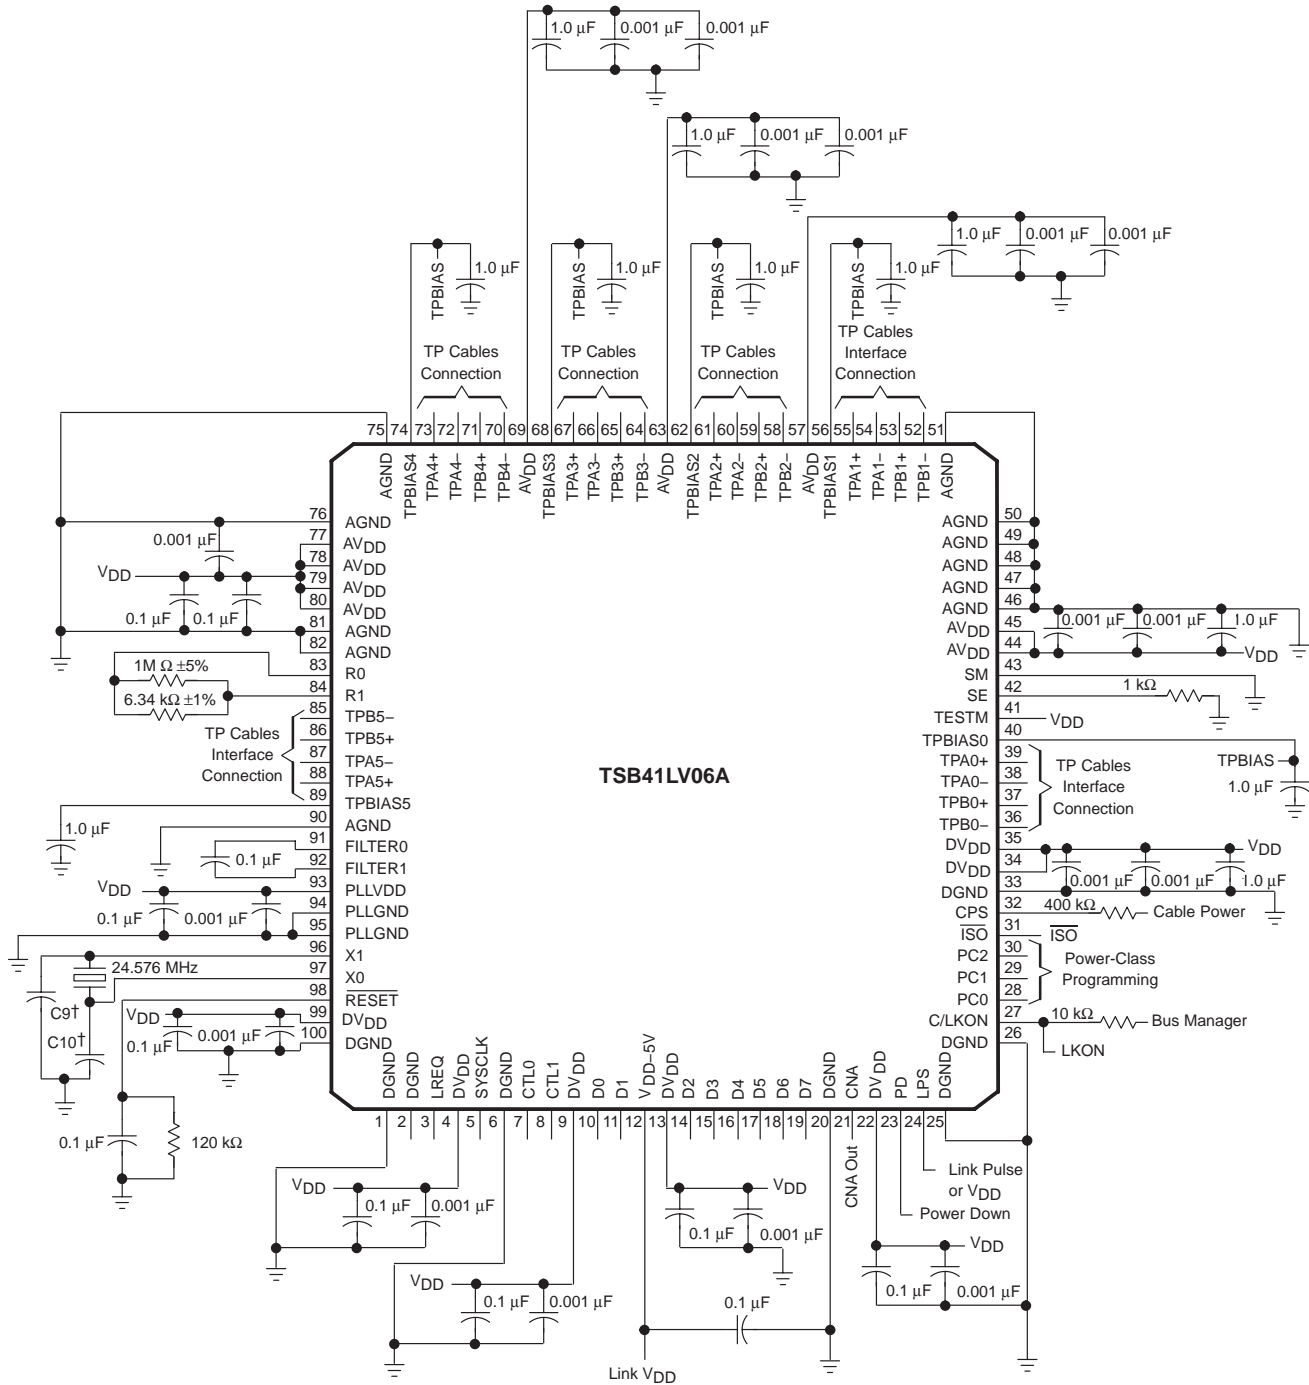 1.0 μF 0.001 μF 0.001 μF
1.0 μF 0.001 μF 0.001 μF
1.0 μF 0.001 μF 0.001 μF
TPBIAS 1.0 μF TPBIAS 1.0 μF TPBIAS 1.0 μF TPBIAS 1.0 μF
TP Cables
Connection
TP Cables
Connection
TP Cables
Connection
TP Cables
Interface
Connection
75 74 73 72 71 70 69 68 67 66 65 64 63 62 61 60 59 58 57 56 55 54 53 52 51
AGND
TPBIAS4
TPA4+
TPA4−
TPB4+
TPB4−
AVDD
TPBIAS3
TPA3+
TPA3−
TPB3+
TPB3−
AVDD
TPBIAS2
TPA2+
TPA2−
TPB2+
TPB2−
AVDD
TPBIAS1
TPA1+
TPA1−
TPB1+
TPB1−
AGND
76 AGND
77 AVDD
78 AVDD
79 AVDD
80 AVDD
81 AGND
82 AGND
83 R0
84 R1
85 TPB5−
86 TPB5+
87 TPA5−
88 TPA5+
89 TPBIAS5
90 AGND
91 FILTER0
92 FILTER1
93 PLLVDD
94 PLLGND
95 PLLGND
96 X1
97 X0
98 RESET
99 DVDD
100 DGND
0.001 μF
VDD
0.1 μF 0.1 μF
1M Ω ±5%
6.34 kΩ ±1%
TP Cables
Interface
Connection
1.0 μF
0.1 μF
VDD
0.1 μF 0.001 μF
24.576 MHz
C9†
C10†
VDD
0.1 μF 0.001 μF
0.1 μF 120 kΩ
TSB41LV06A
AGND 50
AGND 49
AGND 48
AGND 47
AGND 46
AVDD 45
AVDD 44
SM 43
SE 42
TESTM 41
TPBIAS0 40
TPA0+ 39
TPA0− 38
TPB0+ 37
TPB0− 36
DVDD 35
DVDD 34
DGND 33
CPS 32
ISO 31
PC2 30
PC1 29
PC0 28
C/LKON 27
DGND 26
0.001 μF 0.001 μF 1.0 μF
VDD
1 kΩ
VDD
TPBIAS
1.0 μF
TP Cables
Interface
Connection
VDD
0.001 μF 0.001 μF 1.0 μF
400 kΩ Cable Power
ISO
Power-Class
Programming
10 kΩ Bus Manager
LKON
DGND
DGND
LREQ
DVDD
SYSCLK
DGND
CTL0
CTL1
DVDD
D0
D1
VDD−5V
DVDD
D2
D3
D4
D5
D6
D7
DGND
CNA
DVDD
PD
LPS
DGND
1 2 3 4 5 6 7 8 9 10 11 12 13 14 15 16 17 18 19 20 21 22 23 24 25
CNA Out
Link Pulse
or VDD
Power Down
VDD
0.1 μF 0.001 μF
VDD
0.1 μF 0.001 μF
VDD
0.1 μF 0.001 μF
VDD
0.1 μF 0.001 μF
0.1 μF
Link VDD